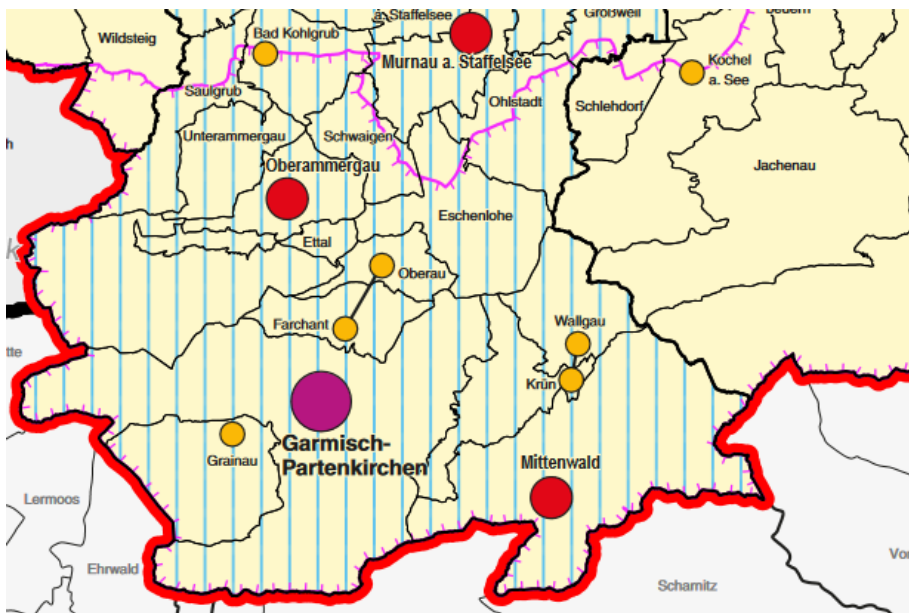 a. Staffelsee
Großweil
Wildsteig
Bad Kohlgrub
Murnau a. Staffelsee
Kochel
a. See
Saulgrub
Ohlstadt
Schlehdorf
Unterammergau
Schwaigen
Oberammergau
Jachenau
Eschenlohe
Ettal
Oberau
Farchant
Wallgau
Krün
Garmisch-
Partenkirchen
Grainau
Mittenwald
Lermoos
Ehrwald
Scharnitz